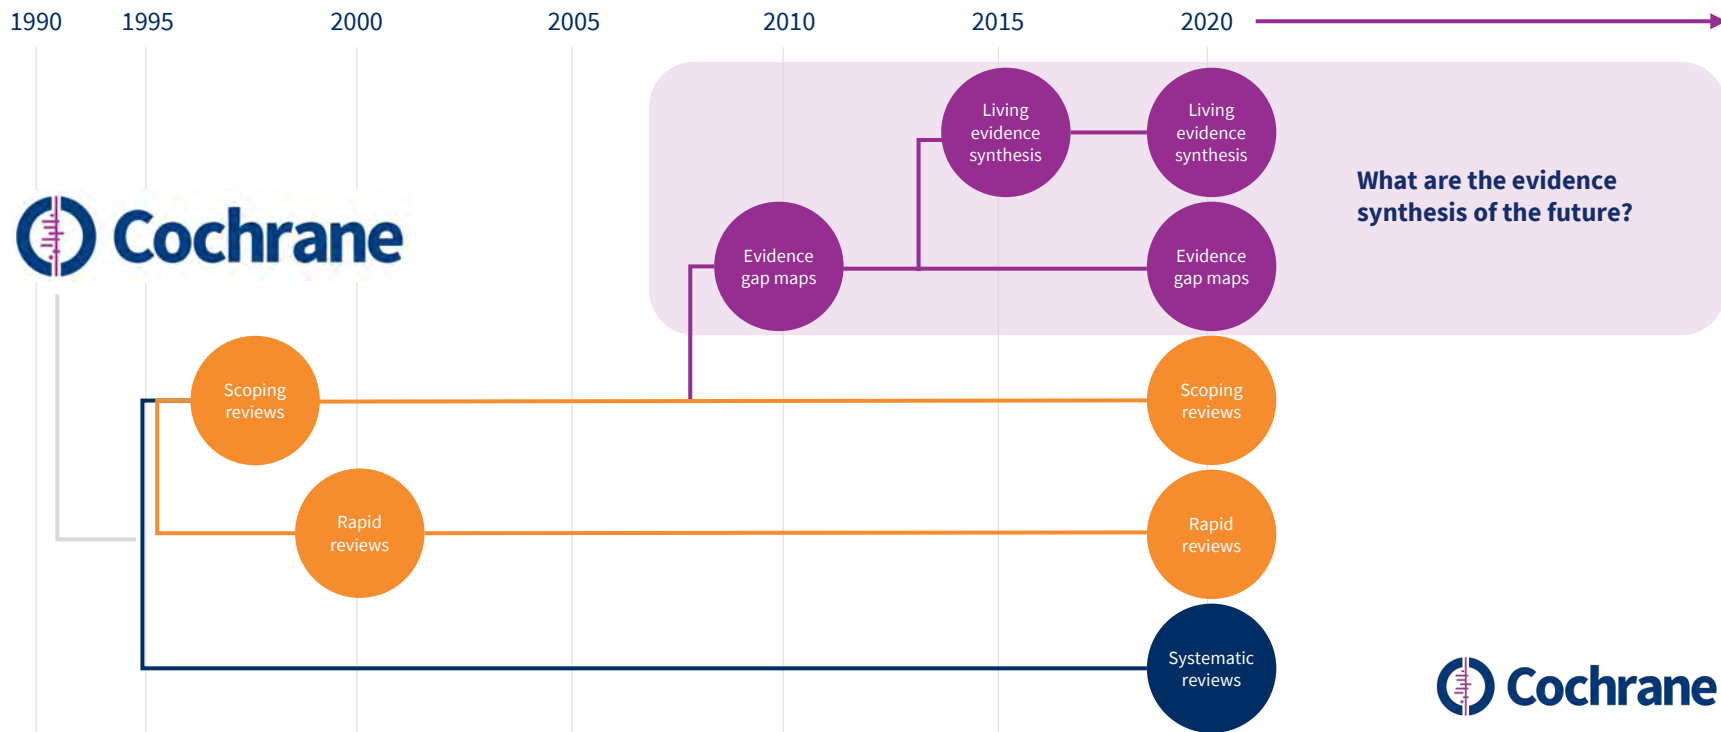 1990 1995 2000 2005 2010 2015 2020
Living
evidence
synthesis
Living
evidence
synthesis
What are the evidence
synthesis of the future?
Cochrane
Evidence
gap maps
Evidence
gap maps
Scoping
reviews
Scoping
reviews
Rapid
reviews
Rapid
reviews
Systematic
reviews
Cochrane